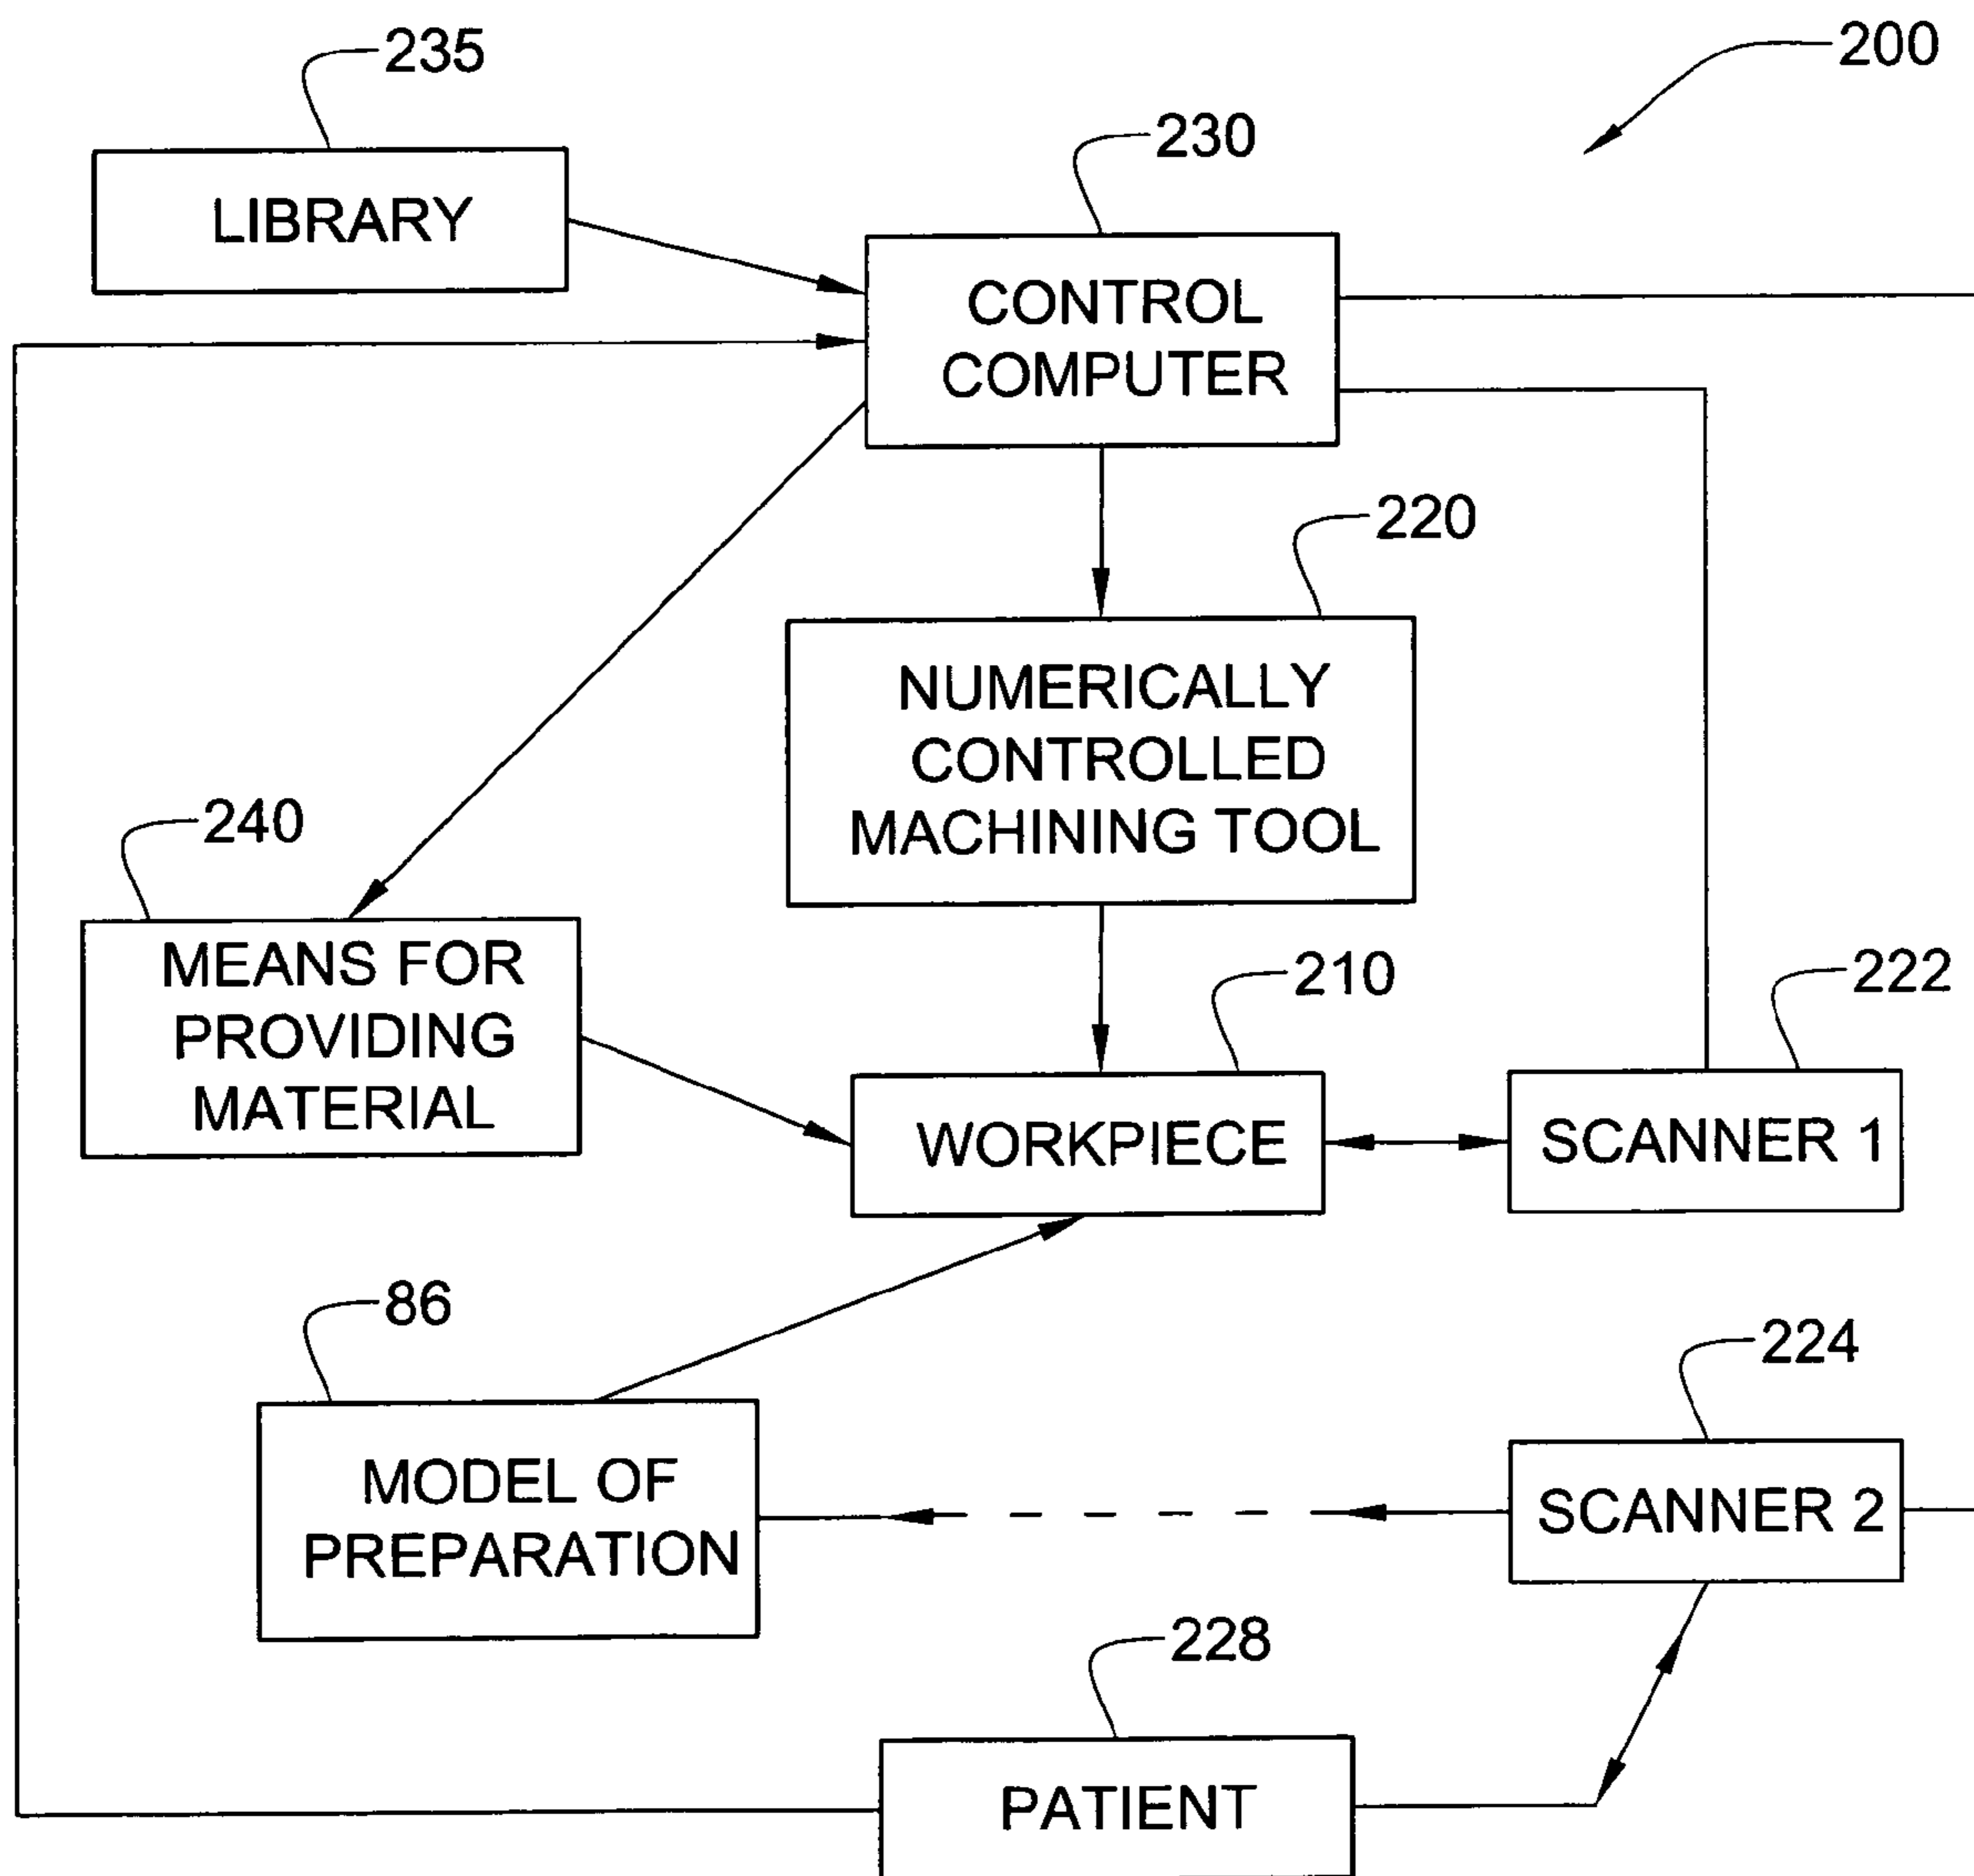 235
200
230
LIBRARY
CONTROL
COMPUTER
220
NUMERICALLY
CONTROLLED
MACHINING TOOL
240
MEANS FOR
PROVIDING
MATERIAL
210
222
WORKPIECE
SCANNER 1
86
224
MODEL OF
PREPARATION
SCANNER 2
228
PATIENT